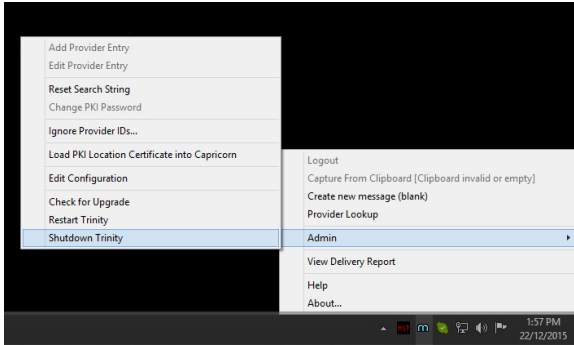 Add Provider Entry
Edit Provider Entry
Reset Search String
Change PKI Password
Ignore Provider IDs...
Load PKI Location Certificate into Capricorn
Edit Configuration
Check for Upgrade
Restart Trinity
Shutdown Trinity
Logout
Capture From Clipboard [Clipboard invalid or empty]
Create new message (blank)
Provider Lookup
Admin
View Delivery Report
Help
About...
HST
m
1:57 PM
22/12/2015